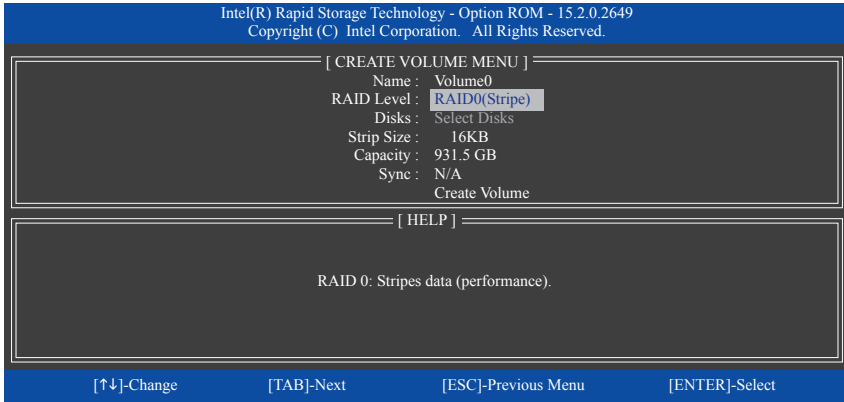 Intel(R) Rapid Storage Technology - Option ROM - 15.2.0.2649
Copyright (C) Intel Corporation. All Rights Reserved.
[ CREATE VOLUME MENU ]
Name : Volume0
RAID Level : RAID0(Stripe)
Disks : Select Disks
Strip Size : 16KB
Capacity : 931.5 GB
Sync : N/A
Create Volume
[ HELP ]
RAID 0: Stripes data (performance).
[↑↓]-Change [TAB]-Next [ESC]-Previous Menu [ENTER]-Select